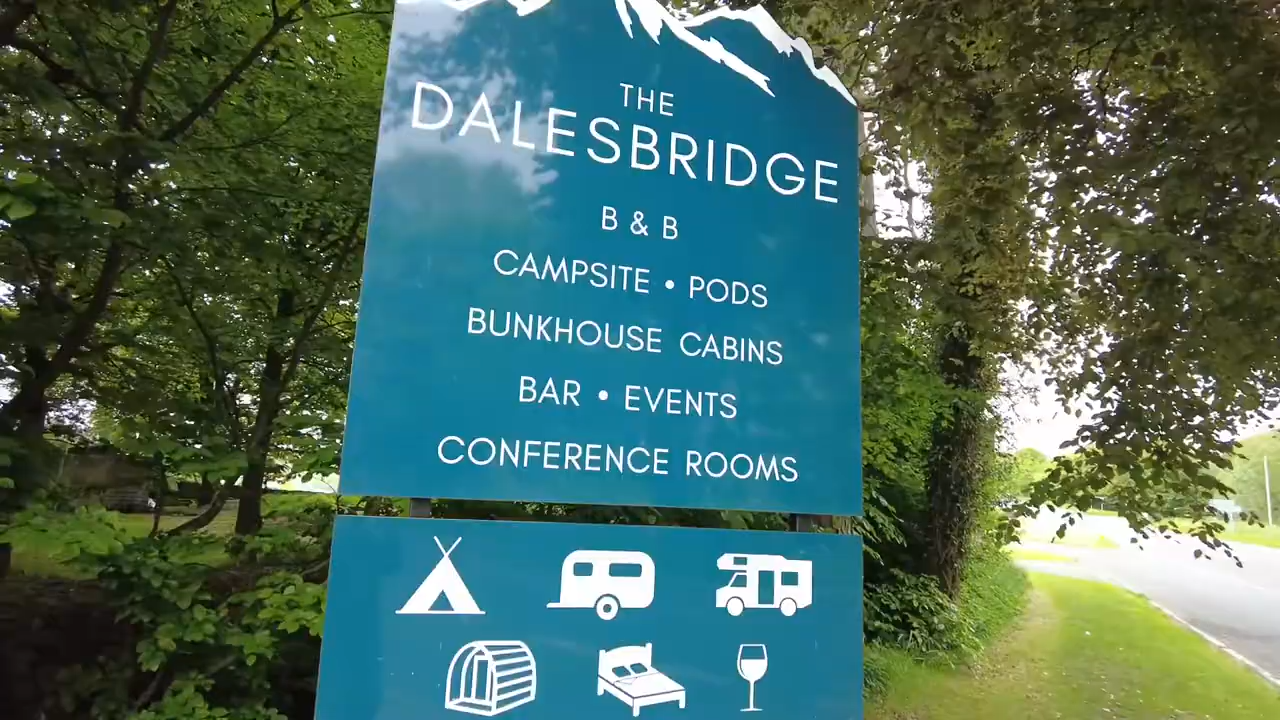 THE
DALESBRIDGE
B & B
CAMPSITE • PODS
BUNKHOUSE CABINS
BAR • EVENTS
CONFERENCE ROOMS